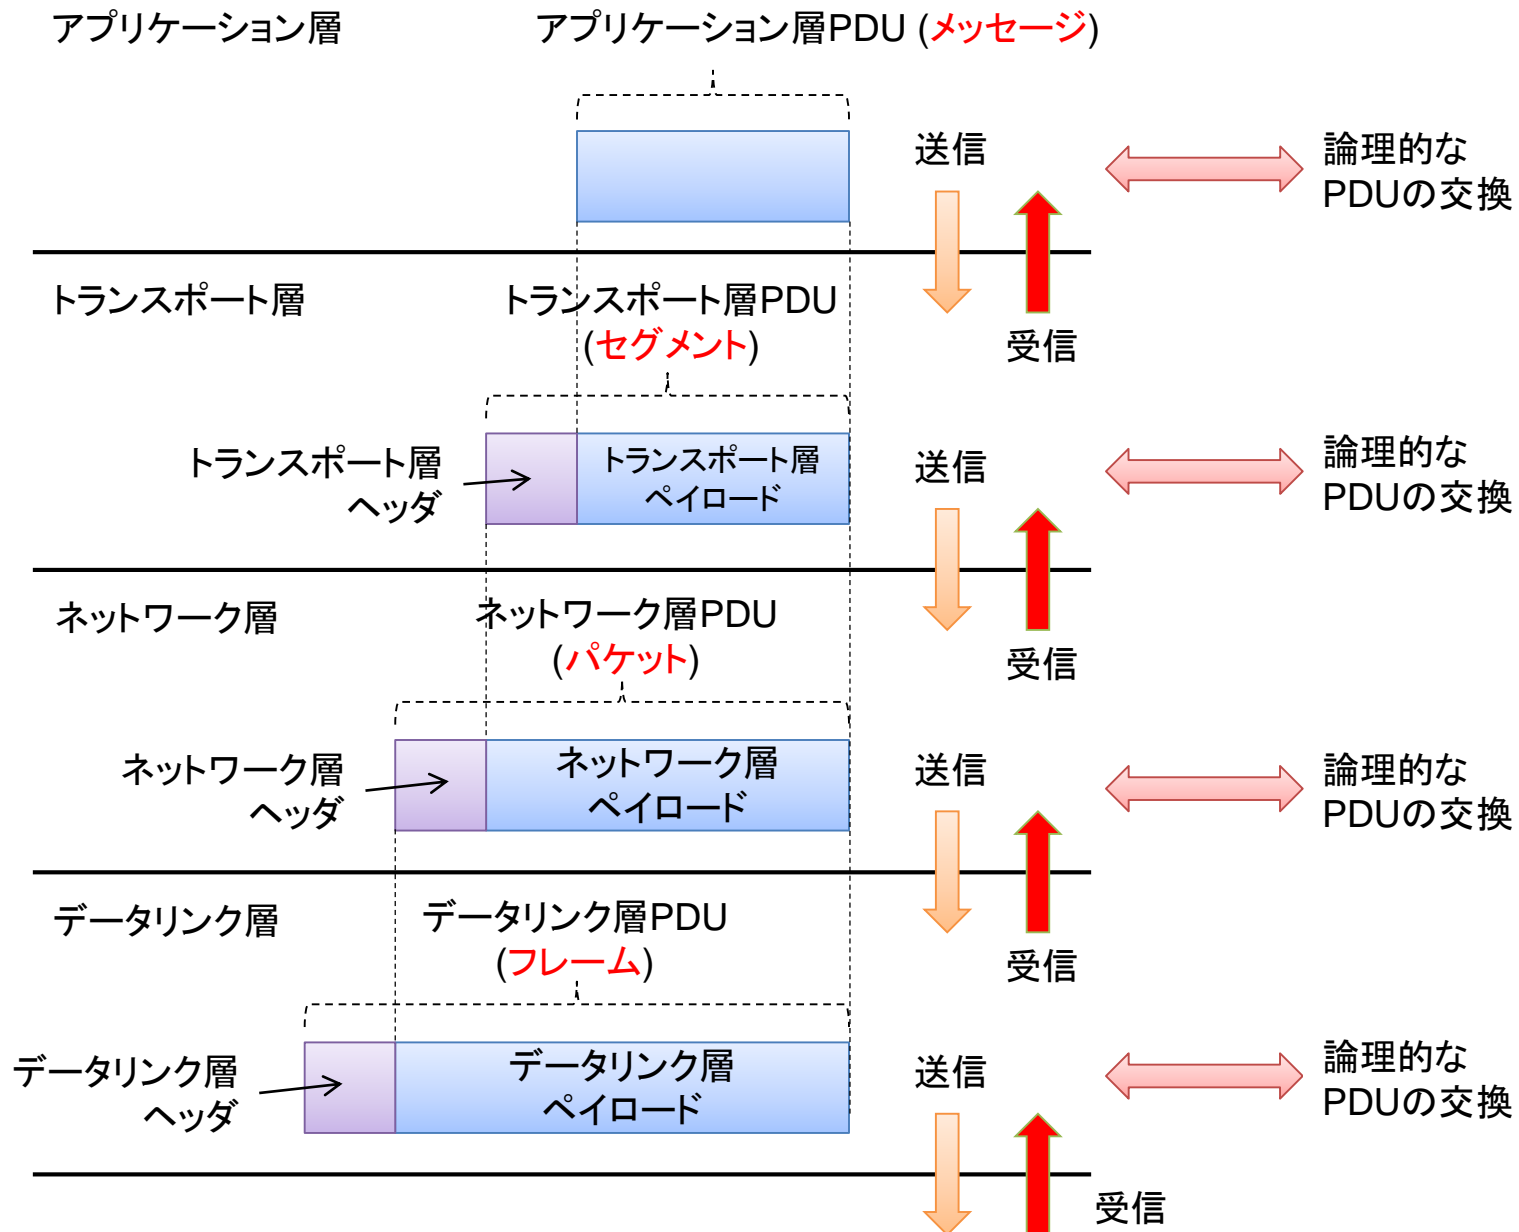 アプリケーション層
アプリケーション層PDU (メッセージ)
送信
論理的な
PDUの交換
トランスポート層
トランスポート層PDU
(セグメント)
受信
トランスポート層
ヘッダ
トランスポート層
ペイロード
送信
論理的な
PDUの交換
ネットワーク層
ネットワーク層PDU
(パケット)
受信
ネットワーク層
ヘッダ
ネットワーク層
ペイロード
送信
論理的な
PDUの交換
データリンク層
データリンク層PDU
(フレーム)
受信
データリンク層
ヘッダ
データリンク層
ペイロード
送信
論理的な
PDUの交換
受信